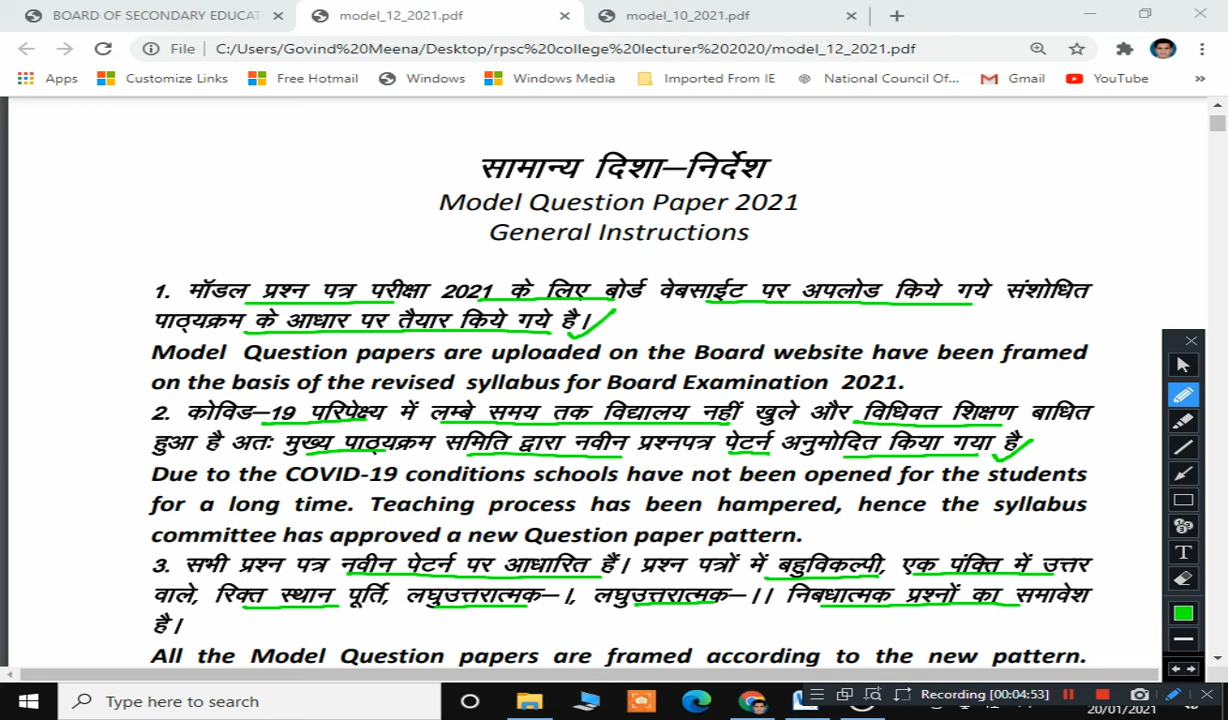 BOARD OF SECONDARY EDUCAT
model_12_2021.pdf
model_10_2021.pdf
File | C:/Users/Govind%20Meena/Desktop/rpsc%20college%20lecturer%202020/model_12_2021.pdf
Apps Customize Links Free Hotmail Windows Windows Media Imported From IE National Council Of... Gmail YouTube »
सामान्य दिशा–निर्देश
Model Question Paper 2021
General Instructions
1. मॉडल प्रश्न पत्र परीक्षा 2021 के लिए बोर्ड वेबसाईट पर अपलोड किये गये संशोधित
पाठ्यक्रम के आधार पर तैयार किये गये है।
Model Question papers are uploaded on the Board website have been framed
on the basis of the revised syllabus for Board Examination 2021.
2. कोविड–19 परिपेक्ष्य में लम्बे समय तक विद्यालय नहीं खुले और विधिवत शिक्षण बाधित
हुआ है अतः मुख्य पाठ्यक्रम समिति द्वारा नवीन प्रश्नपत्र पेटर्न अनुमोदित किया गया है
Due to the COVID-19 conditions schools have not been opened for the students
for a long time. Teaching process has been hampered, hence the syllabus
committee has approved a new Question paper pattern.
3. सभी प्रश्न पत्र नवीन पेटर्न पर आधारित हैं। प्रश्न पत्रों में बहुविकल्पी, एक पंक्ति में उत्तर
वाले, रिक्त स्थान पूर्ति, लघुउत्तरात्मक–।, लघुउत्तरात्मक–।। निबधात्मक प्रश्नों का समावेश
है।
All the Model Question papers are framed according to the new pattern.
Type here to search
Recording [00:04:53]
20/01/2021